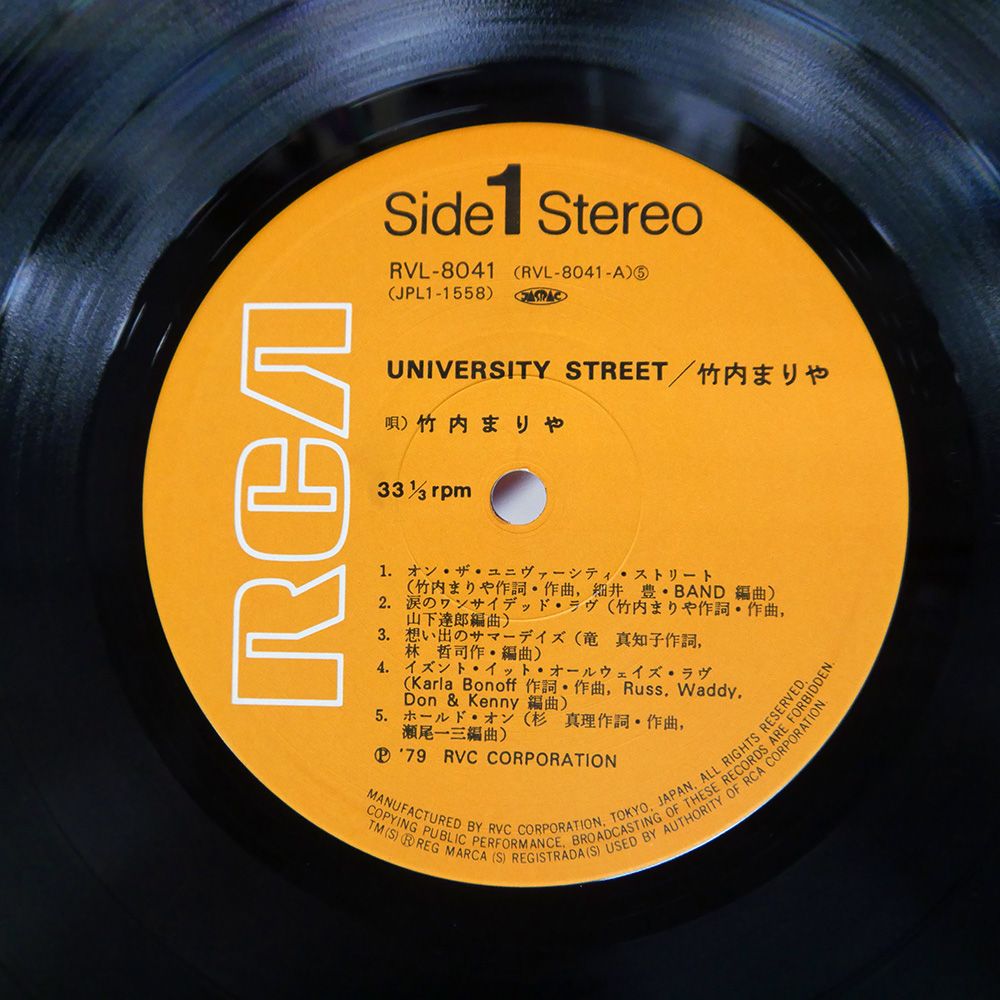 Side 1 Stereo
RVL-8041 (RVL-8041-A)⑤
(JPL1-1558) JASRAC
RCA
UNIVERSITY STREET／竹内まりや
唄）竹内まりや
33 1/3 rpm
1. オン・ザ・ユニヴァーシティ・ストリート
(竹内まりや作詞・作曲, 細井 豊・BAND 編曲)
2. 涙のワンサイデッド・ラヴ (竹内まりや作詞・作曲,
山下達郎編曲)
3. 想い出のサマーデイズ (竜 真知子作詞,
林 哲司作・編曲)
4. イズント・イット・オールウェイズ・ラヴ
(Karla Bonoff 作詞・作曲, Russ, Waddy,
Don & Kenny 編曲)
5. ホールド・オン (杉 真理作詞・作曲,
瀬尾一三編曲)
℗ '79 RVC CORPORATION
MANUFACTURED BY RVC CORPORATION, TOKYO, JAPAN, ALL RIGHTS RESERVED,
COPYING PUBLIC PERFORMANCE, BROADCASTING OF THESE RECORDS ARE FORBIDDEN.
TM(S) ® REG MARCA (S) REGISTRADA(S) USED BY AUTHORITY OF RCA CORPORATION.